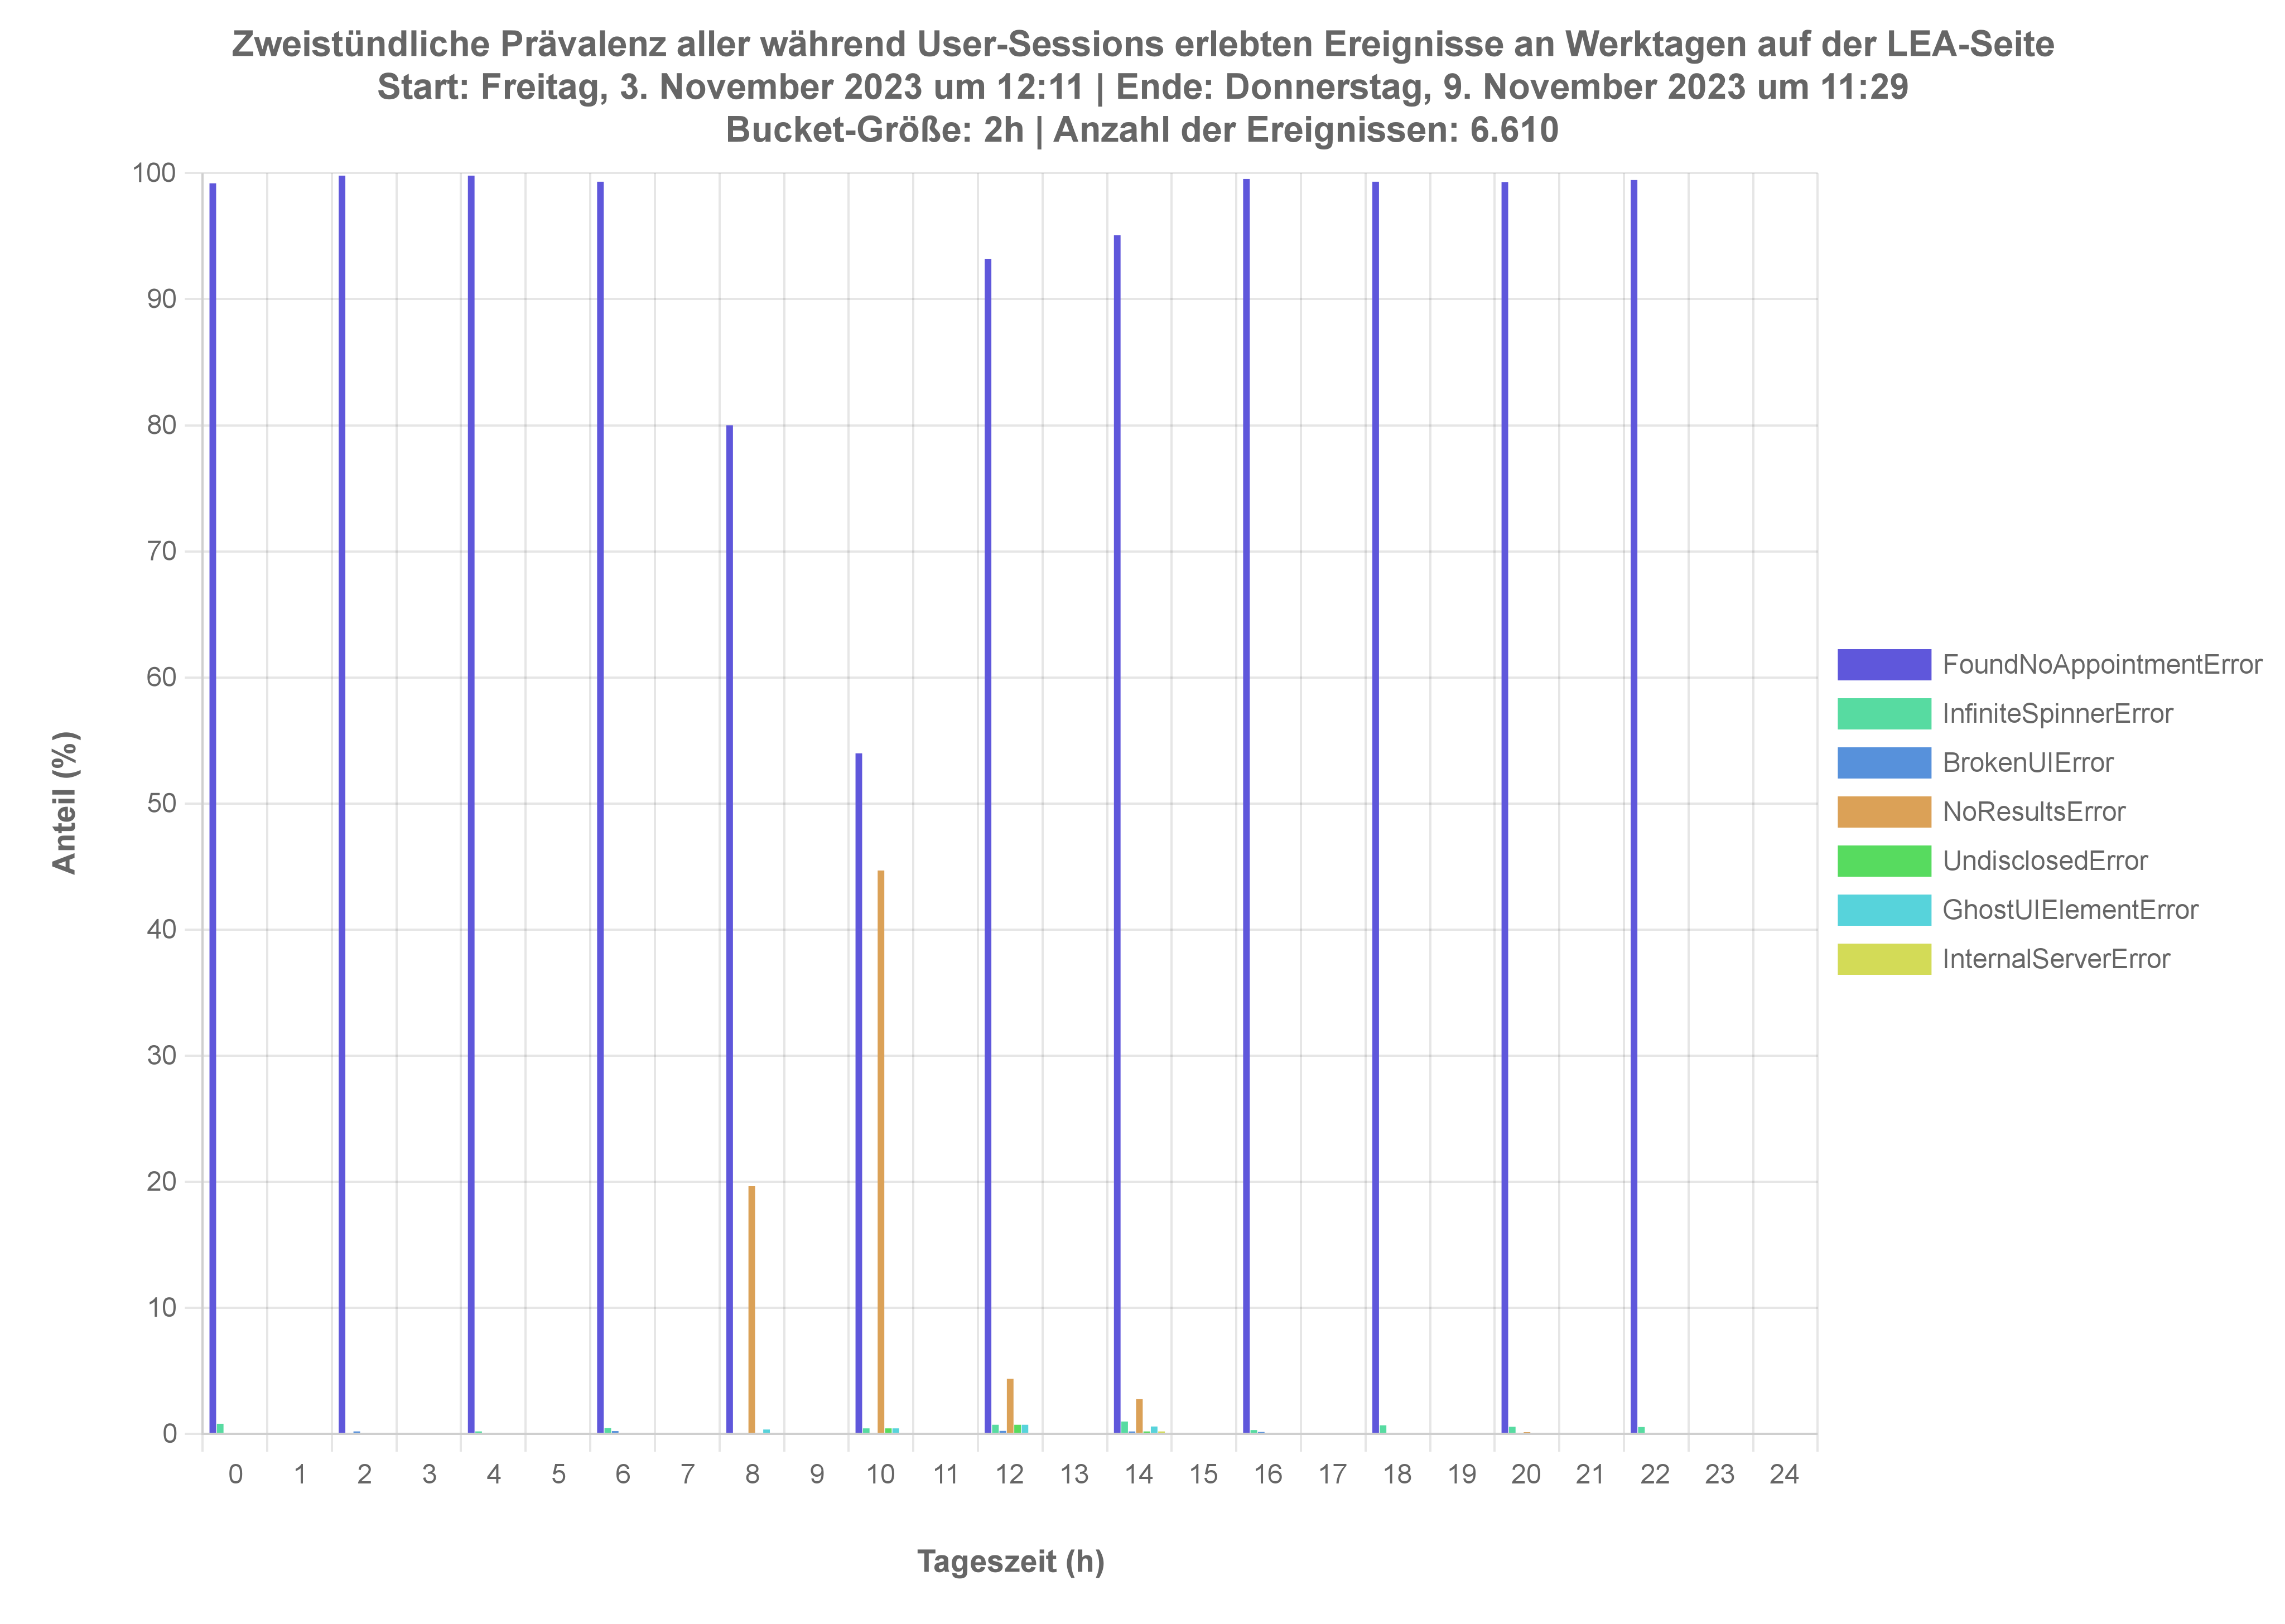 Zweistündliche Prävalenz aller während User-Sessions erlebten Ereignisse an Werktagen auf der LEA-Seite
Start: Freitag, 3. November 2023 um 12:11 | Ende: Donnerstag, 9. November 2023 um 11:29
Bucket-Größe: 2h | Anzahl der Ereignissen: 6.610
100
90
80
70
60
50
40
30
20
10
0
Anteil (%)
0 1 2 3 4 5 6 7 8 9 10 11 12 13 14 15 16 17 18 19 20 21 22 23 24
Tageszeit (h)
FoundNoAppointmentError
InfiniteSpinnerError
BrokenUIError
NoResultsError
UndisclosedError
GhostUIElementError
InternalServerError